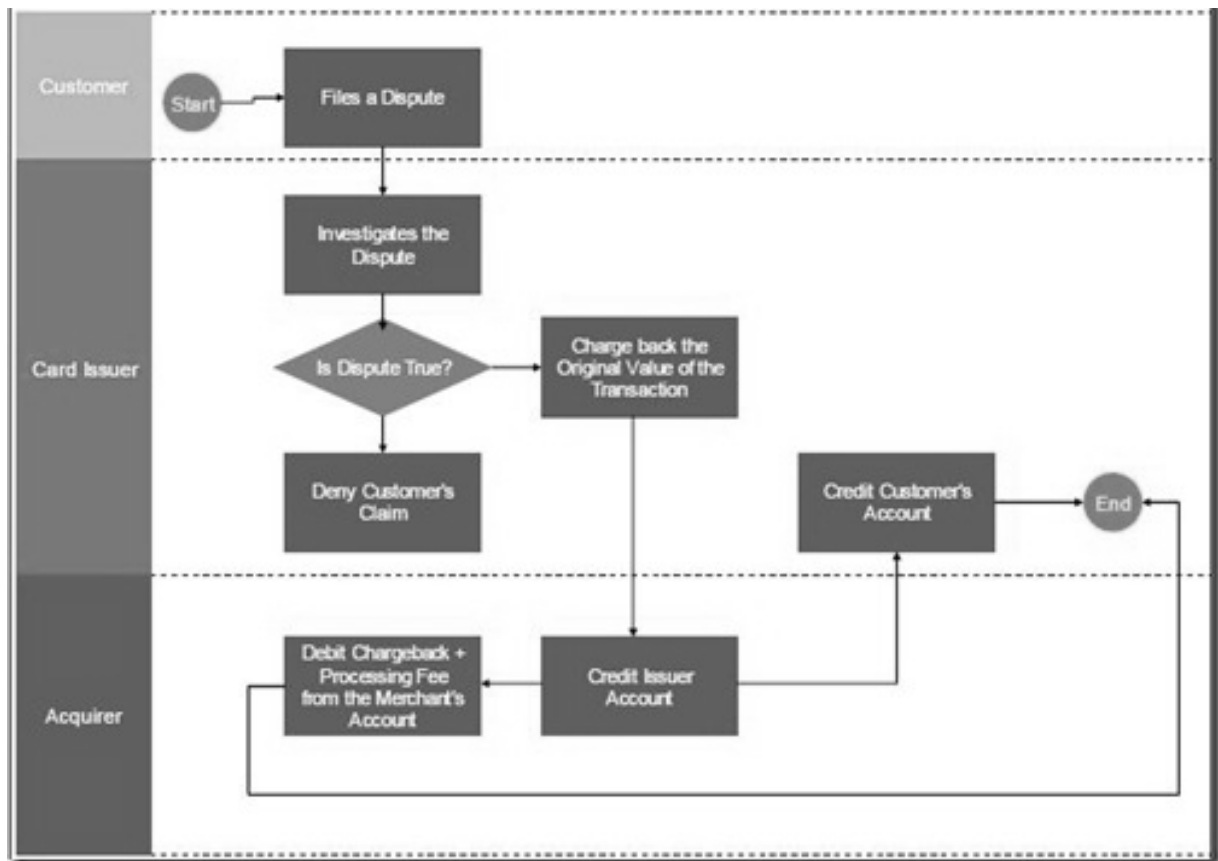 Customer
Start
Files a Dispute
Card Issuer
Investigates the
Dispute
Is Dispute True?
Charge back the
Original Value of the
Transaction
Deny Customer's
Claim
Credit Customer's
Account
End
Acquirer
Debit Chargeback +
Processing Fee
from the Merchant's
Account
Credit Issuer
Account